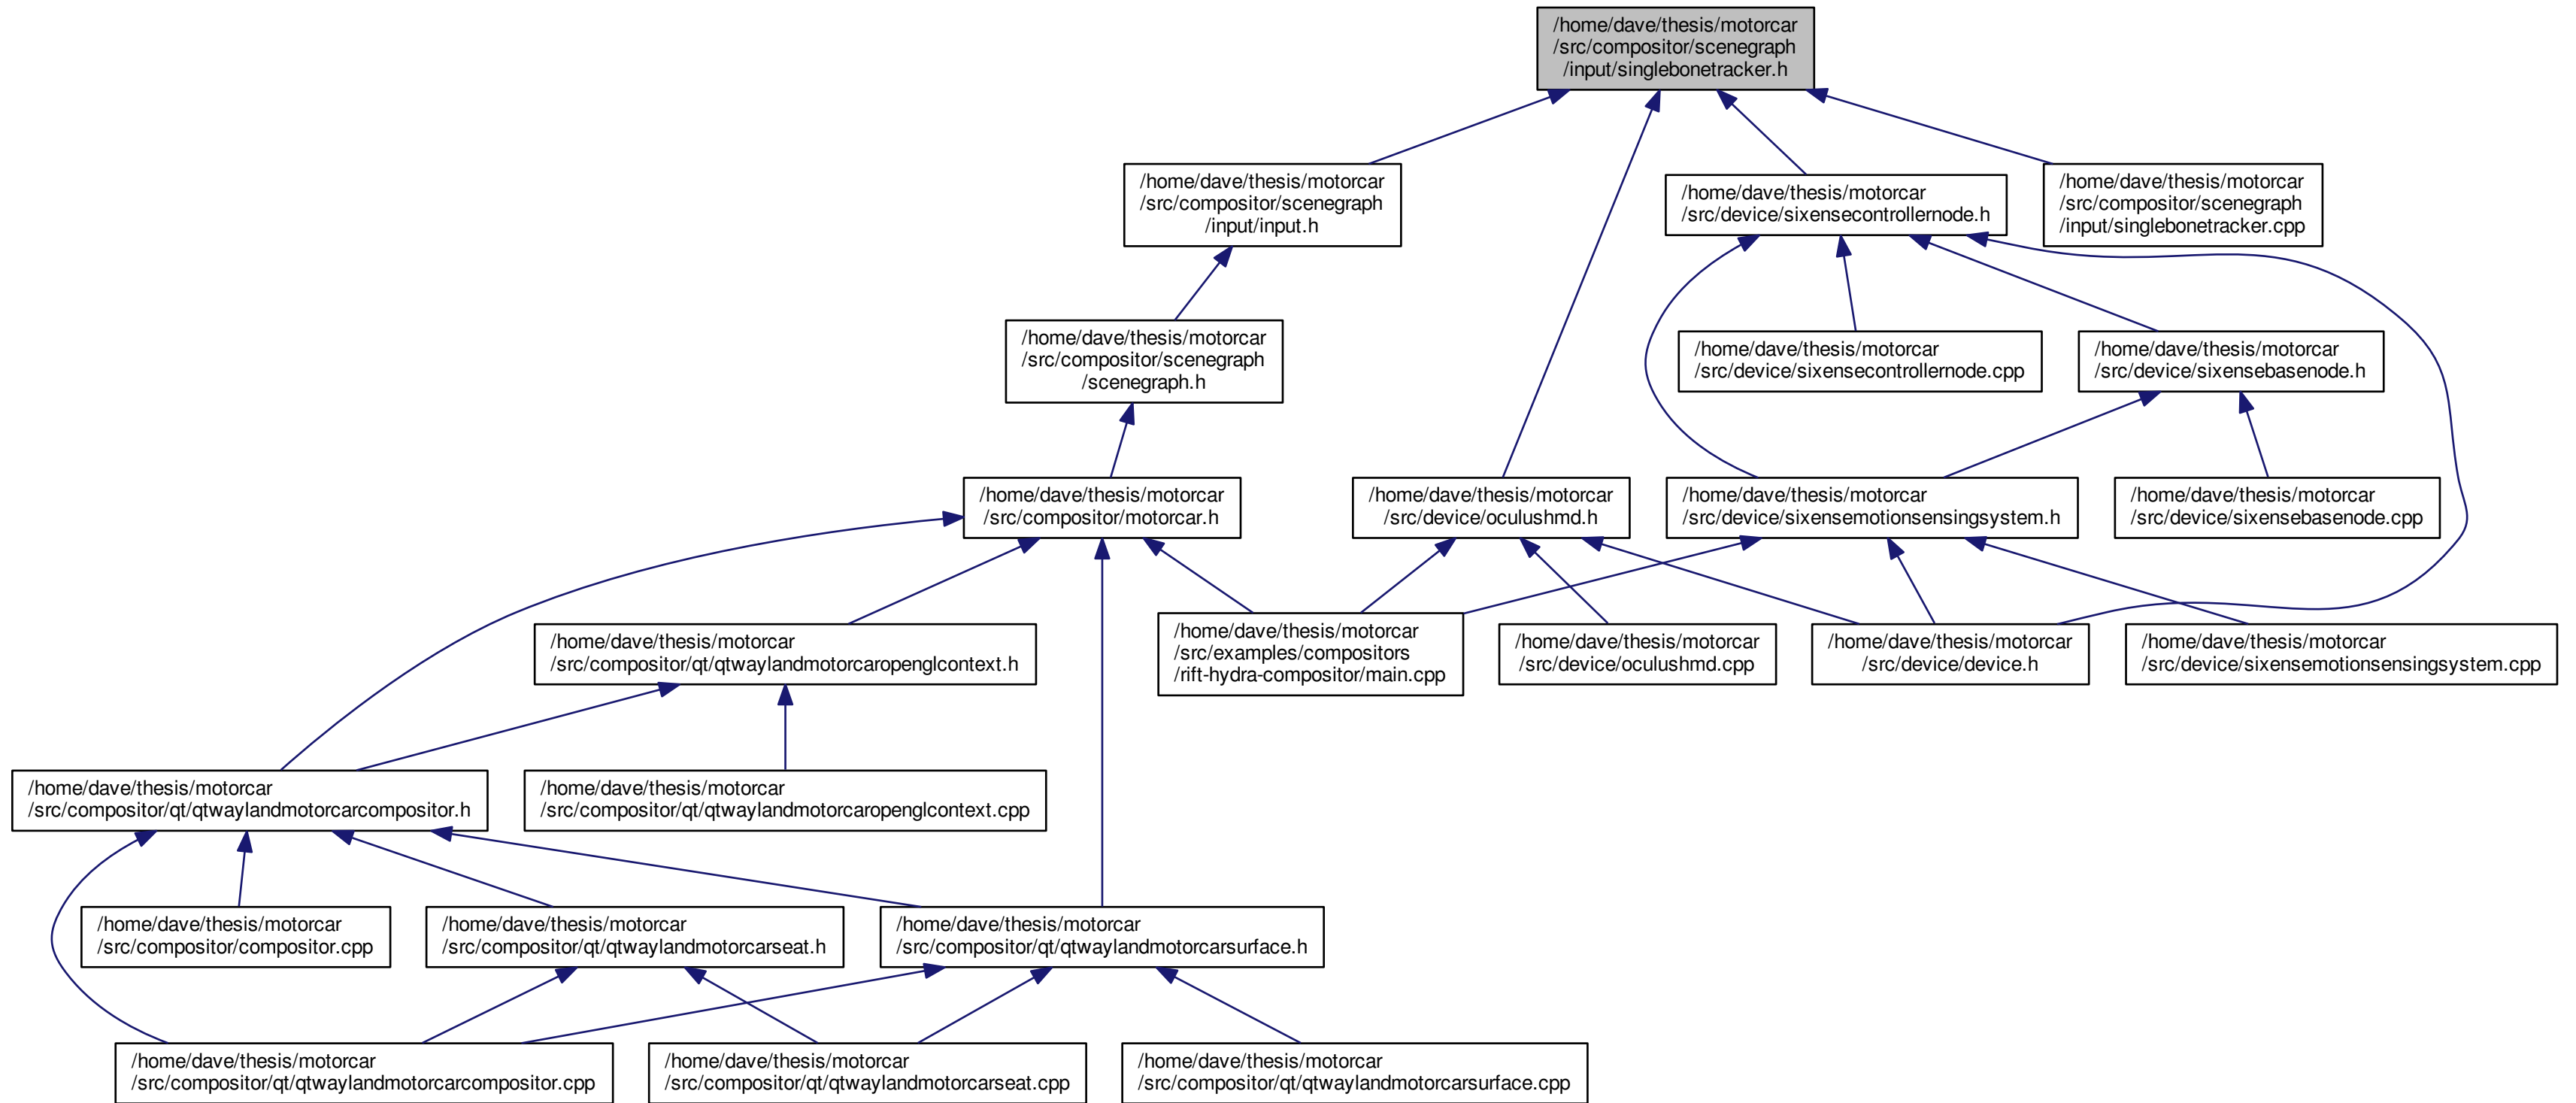 /home/dave/thesis/motorcar
/src/compositor/scenegraph
/input/singlebonetracker.h
/home/dave/thesis/motorcar
/src/compositor/scenegraph
/input/input.h
/home/dave/thesis/motorcar
/src/device/sixensecontrollernode.h
/home/dave/thesis/motorcar
/src/compositor/scenegraph
/input/singlebonetracker.cpp
/home/dave/thesis/motorcar
/src/compositor/scenegraph
/scenegraph.h
/home/dave/thesis/motorcar
/src/device/sixensecontrollernode.cpp
/home/dave/thesis/motorcar
/src/device/sixensebasenode.h
/home/dave/thesis/motorcar
/src/compositor/motorcar.h
/home/dave/thesis/motorcar
/src/device/oculushmd.h
/home/dave/thesis/motorcar
/src/device/sixensemotionsensingsystem.h
/home/dave/thesis/motorcar
/src/device/sixensebasenode.cpp
/home/dave/thesis/motorcar
/src/compositor/qt/qtwaylandmotorcaropenglcontext.h
/home/dave/thesis/motorcar
/src/examples/compositors
/rift-hydra-compositor/main.cpp
/home/dave/thesis/motorcar
/src/device/oculushmd.cpp
/home/dave/thesis/motorcar
/src/device/device.h
/home/dave/thesis/motorcar
/src/device/sixensemotionsensingsystem.cpp
/home/dave/thesis/motorcar
/src/compositor/qt/qtwaylandmotorcarcompositor.h
/home/dave/thesis/motorcar
/src/compositor/qt/qtwaylandmotorcaropenglcontext.cpp
/home/dave/thesis/motorcar
/src/compositor/compositor.cpp
/home/dave/thesis/motorcar
/src/compositor/qt/qtwaylandmotorcarseat.h
/home/dave/thesis/motorcar
/src/compositor/qt/qtwaylandmotorcarsurface.h
/home/dave/thesis/motorcar
/src/compositor/qt/qtwaylandmotorcarcompositor.cpp
/home/dave/thesis/motorcar
/src/compositor/qt/qtwaylandmotorcarseat.cpp
/home/dave/thesis/motorcar
/src/compositor/qt/qtwaylandmotorcarsurface.cpp